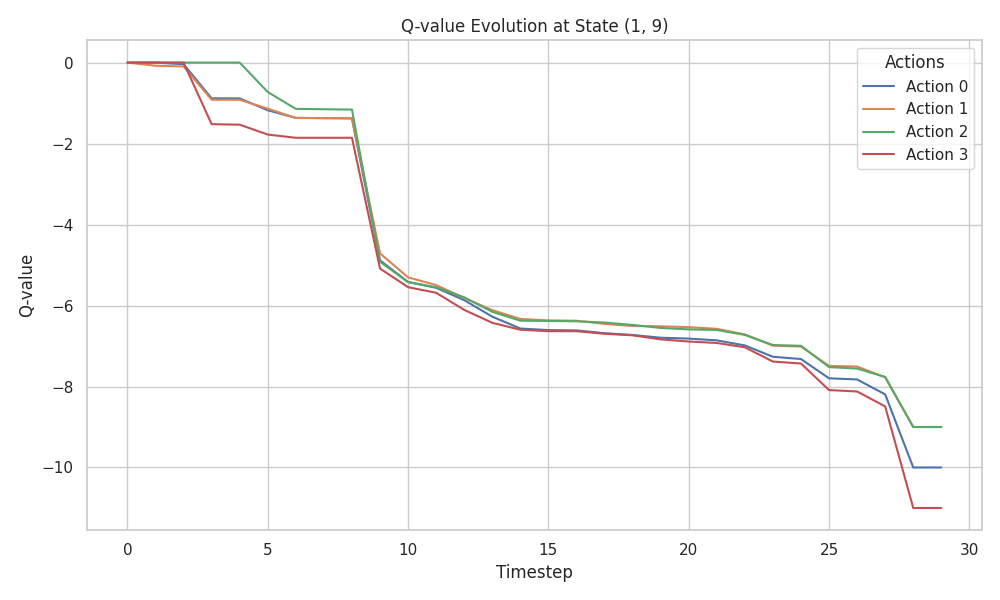 Q-value Evolution at State (1, 9)
Actions
Action 0
Action 1
Action 2
Action 3
Q-value
0
−2
−4
−6
−8
−10
0 5 10 15 20 25 30
Timestep